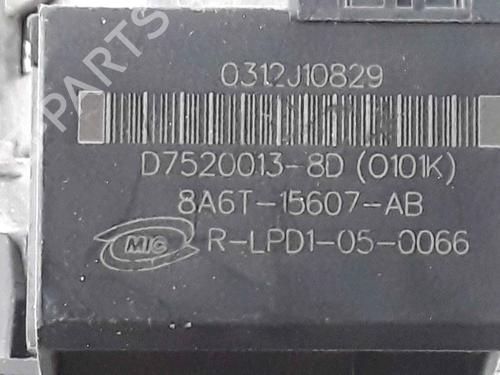 PARTS
0312J10829
D7520013-8D (0101K)
8A6T-15607-AB
MIC R-LPD1-05-0066